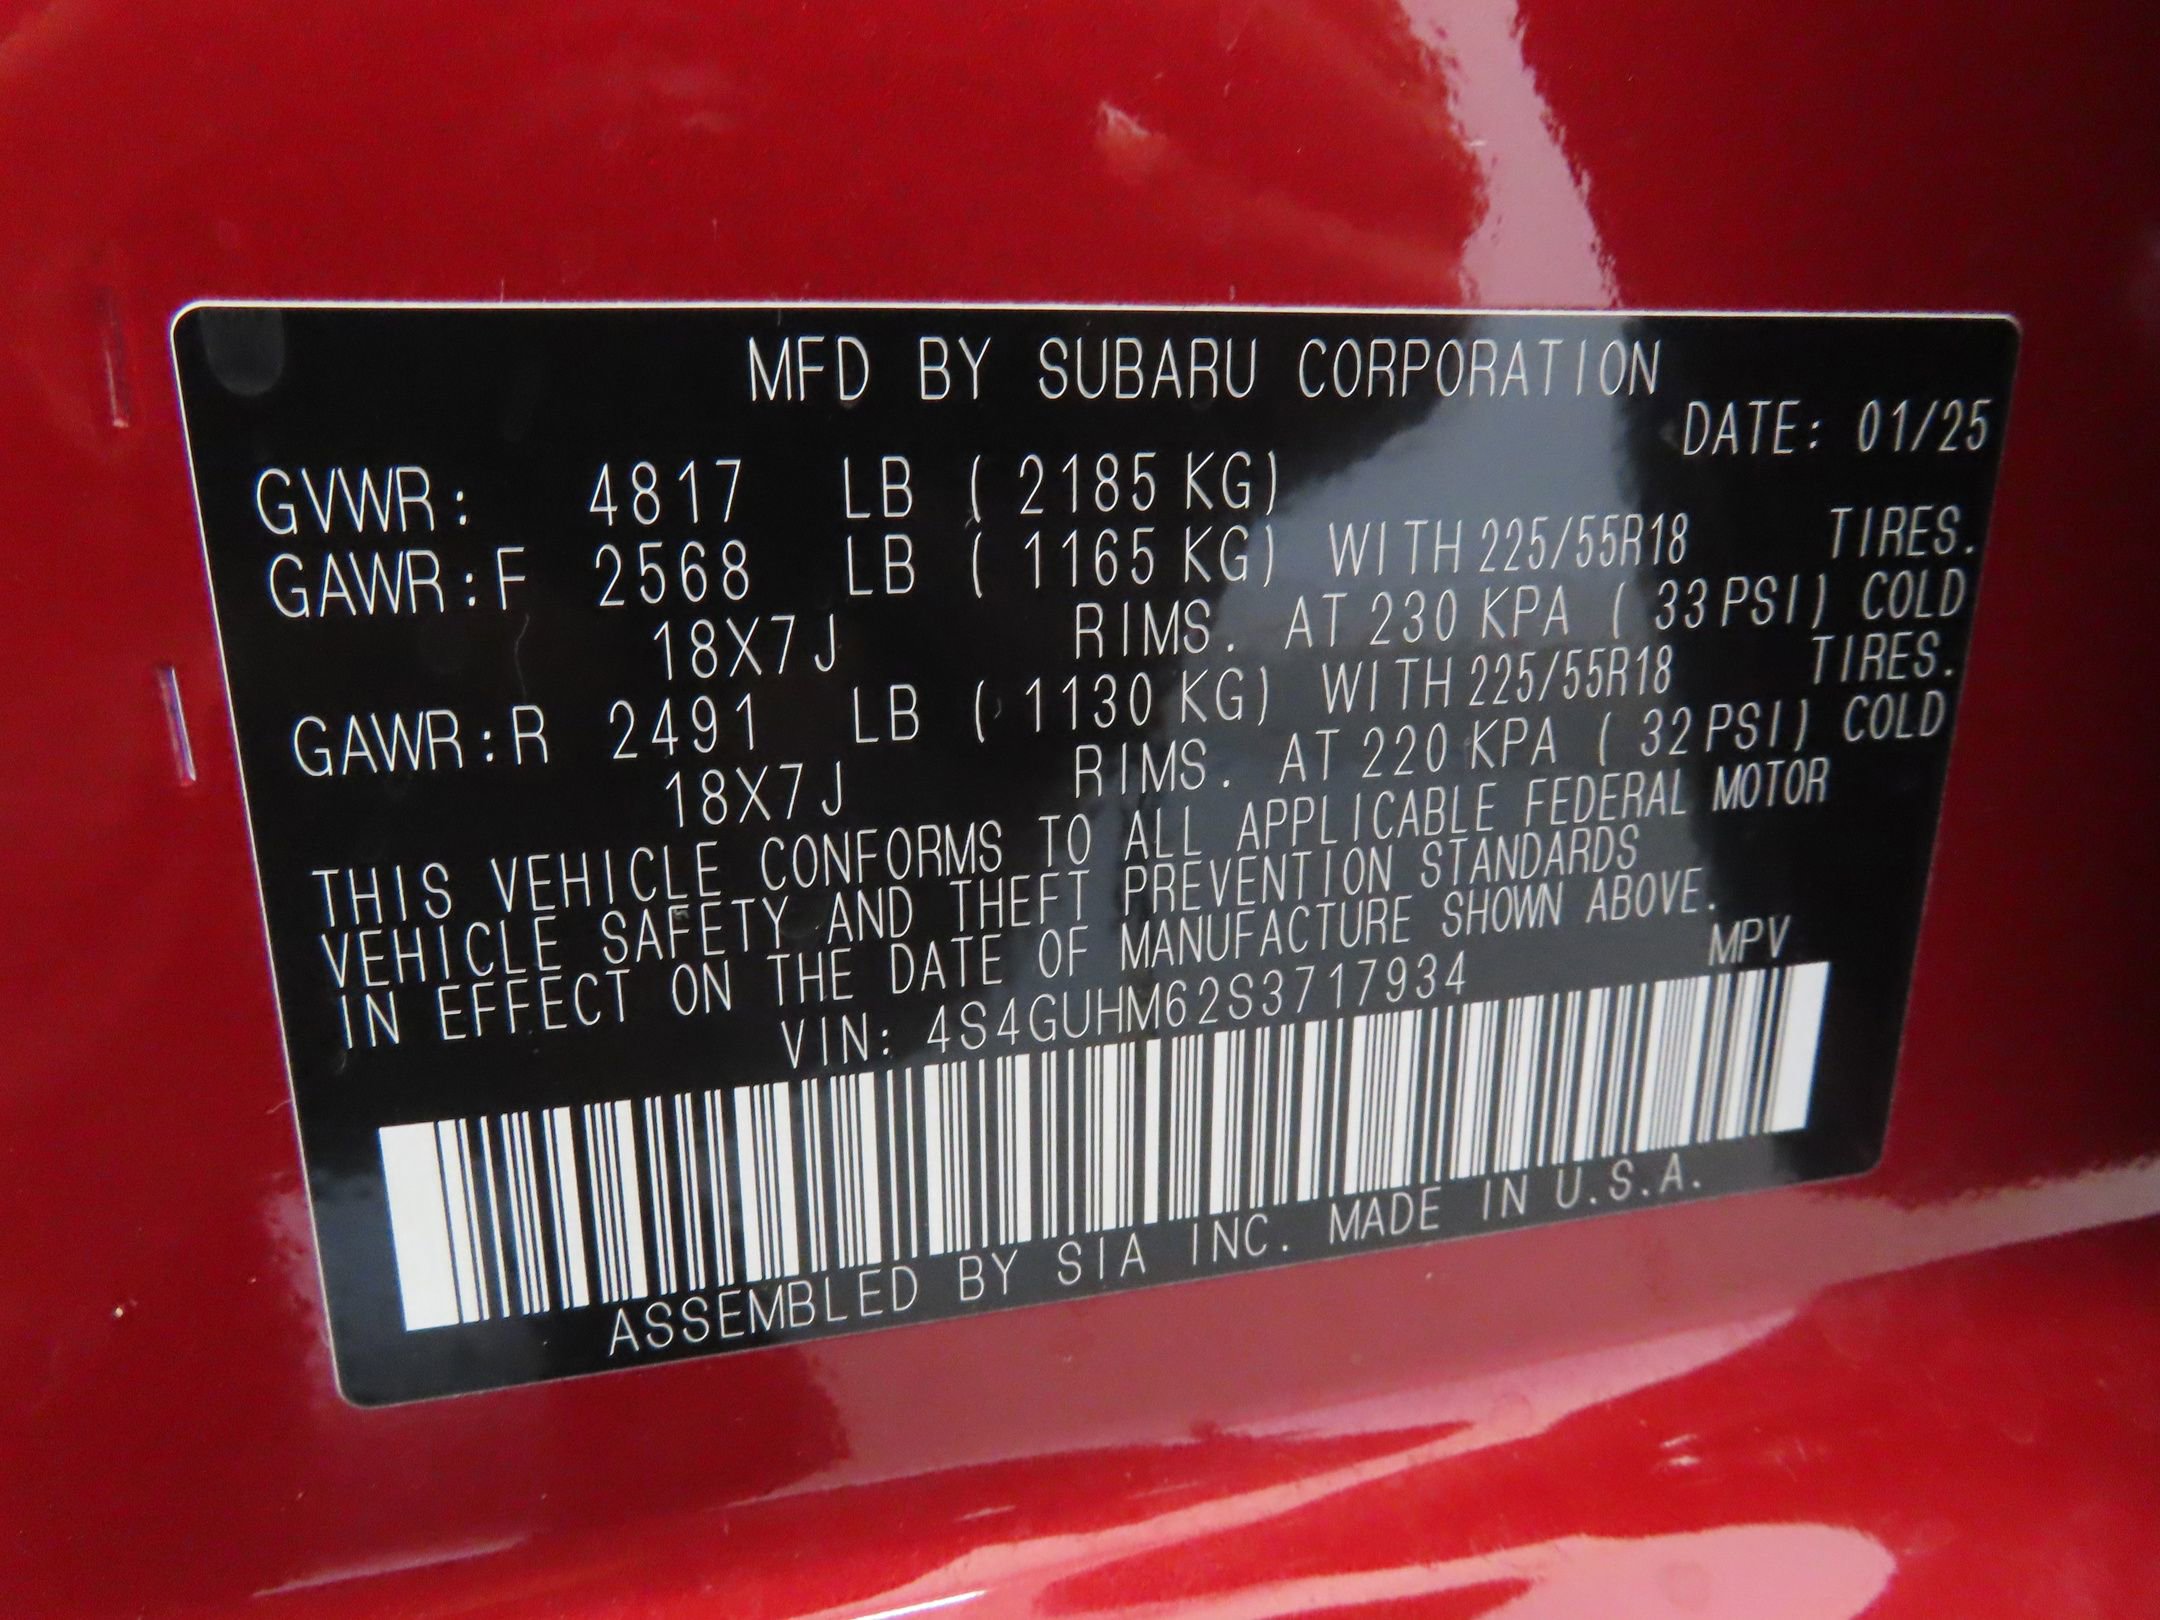 MFD BY SUBARU CORPORATION
DATE: 01/25
GVWR: 4817 LB ( 2185 KG)
GAWR:F 2568 LB ( 1165 KG) WITH 225/55R18 TIRES.
18X7J RIMS. AT 230 KPA ( 33 PSI) COLD
GAWR:R 2491 LB ( 1130 KG) WITH 225/55R18 TIRES.
18X7J RIMS. AT 220 KPA ( 32 PSI) COLD
THIS VEHICLE CONFORMS TO ALL APPLICABLE FEDERAL MOTOR
VEHICLE SAFETY AND THEFT PREVENTION STANDARDS
IN EFFECT ON THE DATE OF MANUFACTURE SHOWN ABOVE.
VIN: 4S4GUHM62S3717934 MPV
ASSEMBLED BY SIA INC. MADE IN U.S.A.